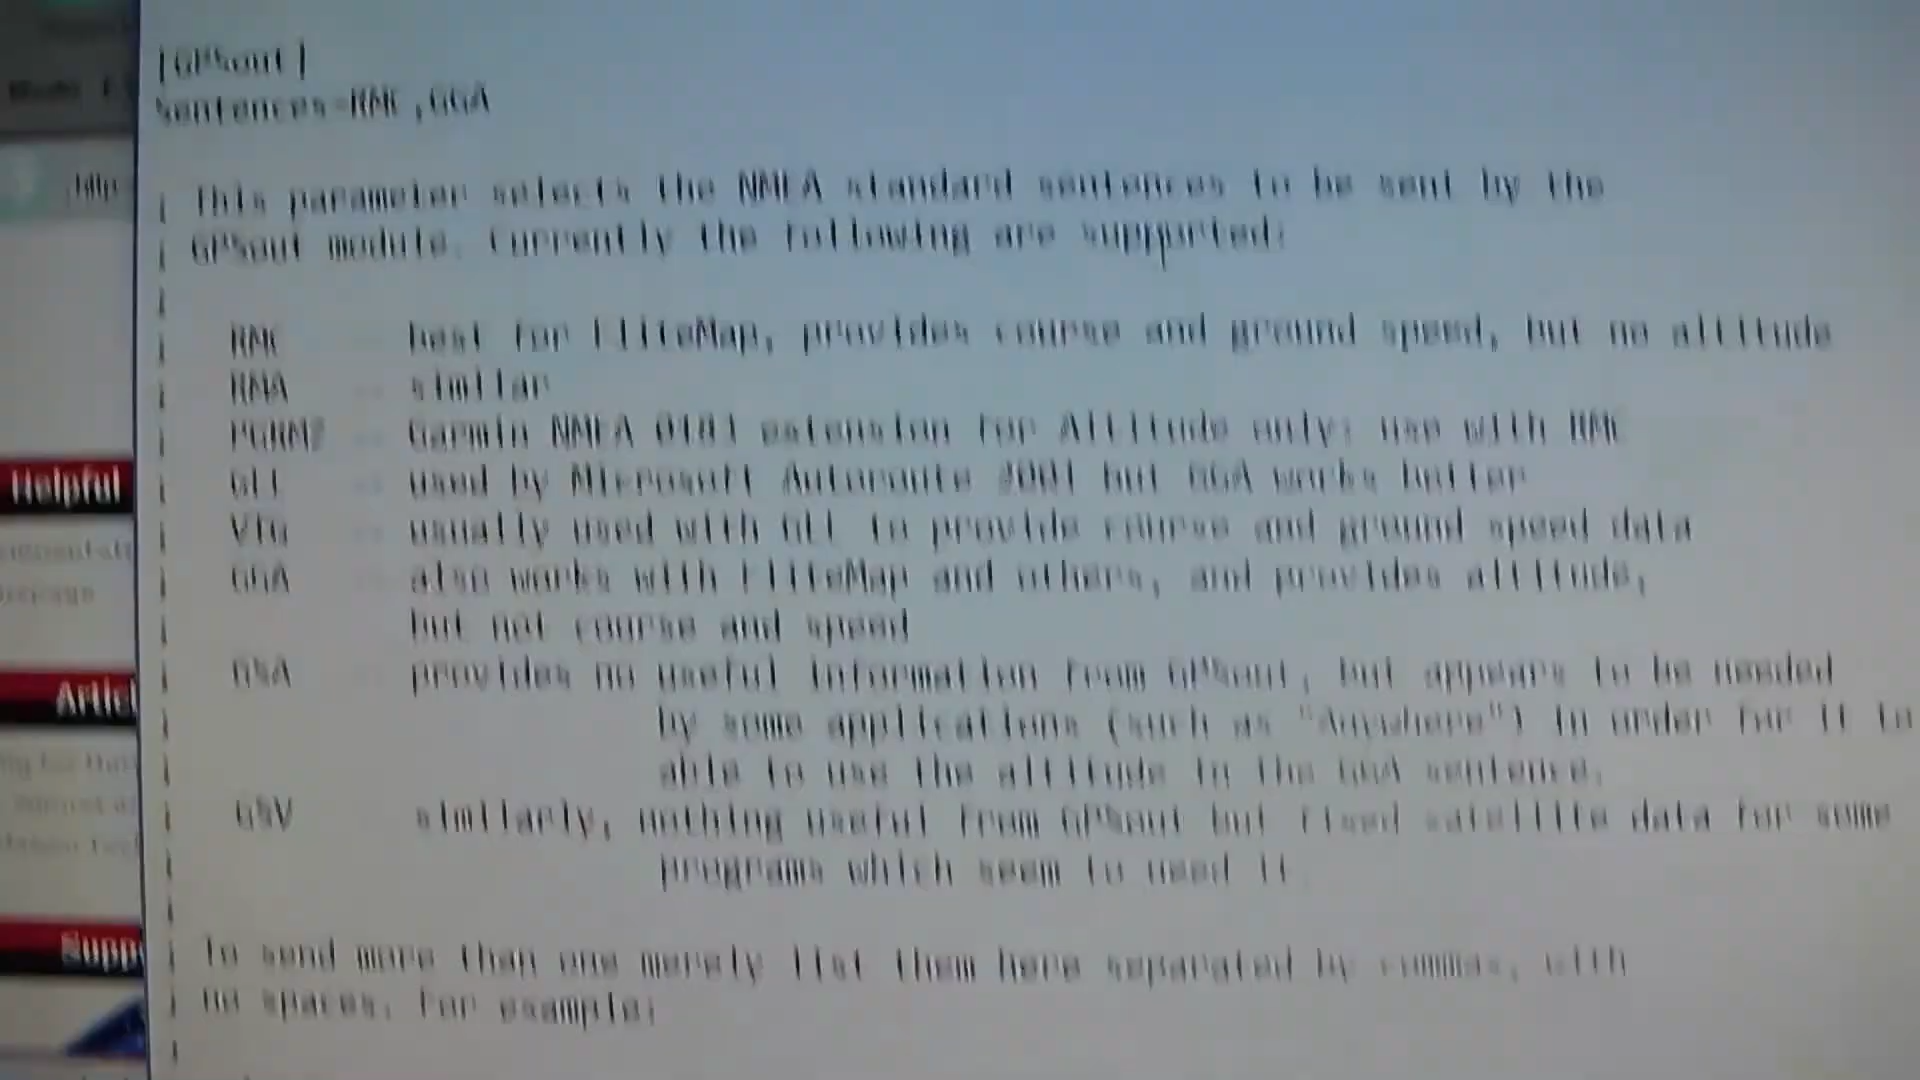 [GPSout]
Sentences=RMC,GGA
; This parameter selects the NMEA standard sentences to be sent by the
; GPSout module. Currently the following are supported:
;
; RMC -- best for EliteMap, provides course and ground speed, but no altitude
; RMA -- similar
; PGRMZ -- Garmin NMEA 0183 extension for Altitude only: use with RMC
; GLL -- used by Microsoft Autoroute 2001 but GGA works better
; VTG -- usually used with GLL to provide course and ground speed data
; GGA -- also works with EliteMap and others, and provides altitude,
; but not course and speed
; GSA -- provides no useful information from GPSout, but appears to be needed
; by some applications (such as "Anywhere") in order for it to
; able to use the altitude in the GGA sentence.
; GSV similarly, nothing useful from GPSout but fixed satellite data for some
; programs which seem to need it
;
; To send more than one merely list them here separated by commas, with
; no spaces. For example:
;
Mode
http
Helpful
Articl
Supp